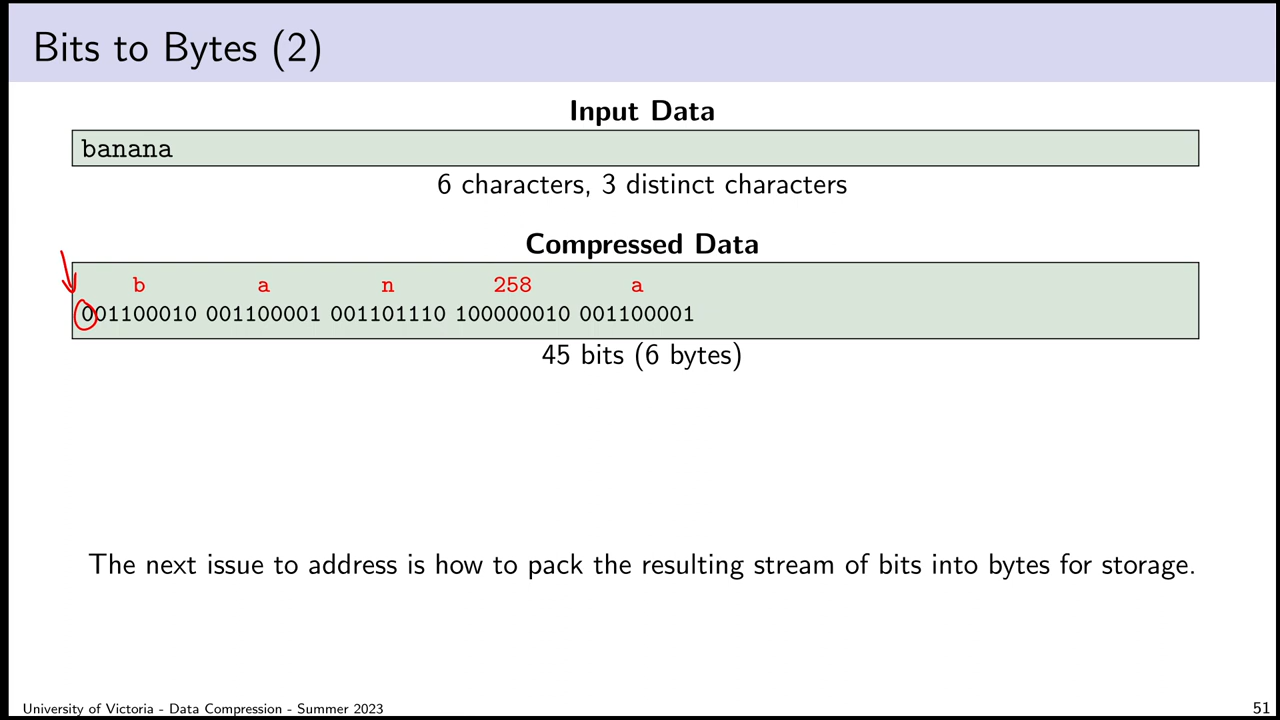 Bits to Bytes (2)
Input Data
banana
6 characters, 3 distinct characters
Compressed Data
b a n 258 a
001100010 001100001 001101110 100000010 001100001
45 bits (6 bytes)
The next issue to address is how to pack the resulting stream of bits into bytes for storage.
University of Victoria - Data Compression - Summer 2023 51